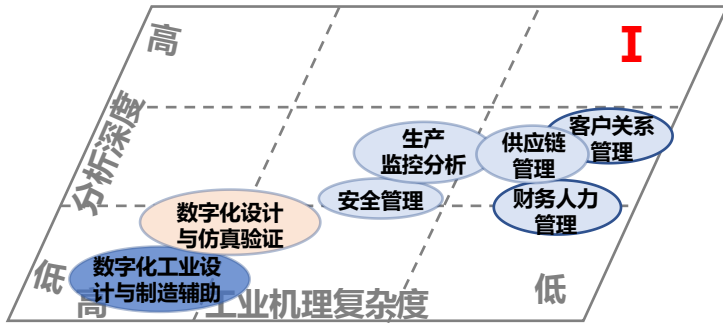 高
I
分析深度
客户关系
管理
生产
监控分析
供应链
管理
安全管理
财务人力
管理
数字化设计
与仿真验证
数字化工业设
计与制造辅助
低
高
工业机理复杂度
低